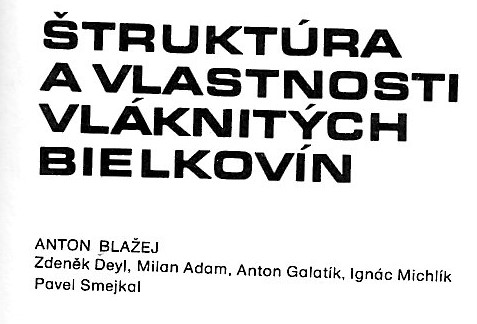 ŠTRUKTÚRA
A VLASTNOSTI
VLÁKNITÝCH
BIELKOVÍN
ANTON BLAŽEJ
Zdeněk Deyl, Milan Adam, Anton Galatík, Ignác Michlík
Pavel Smejkal